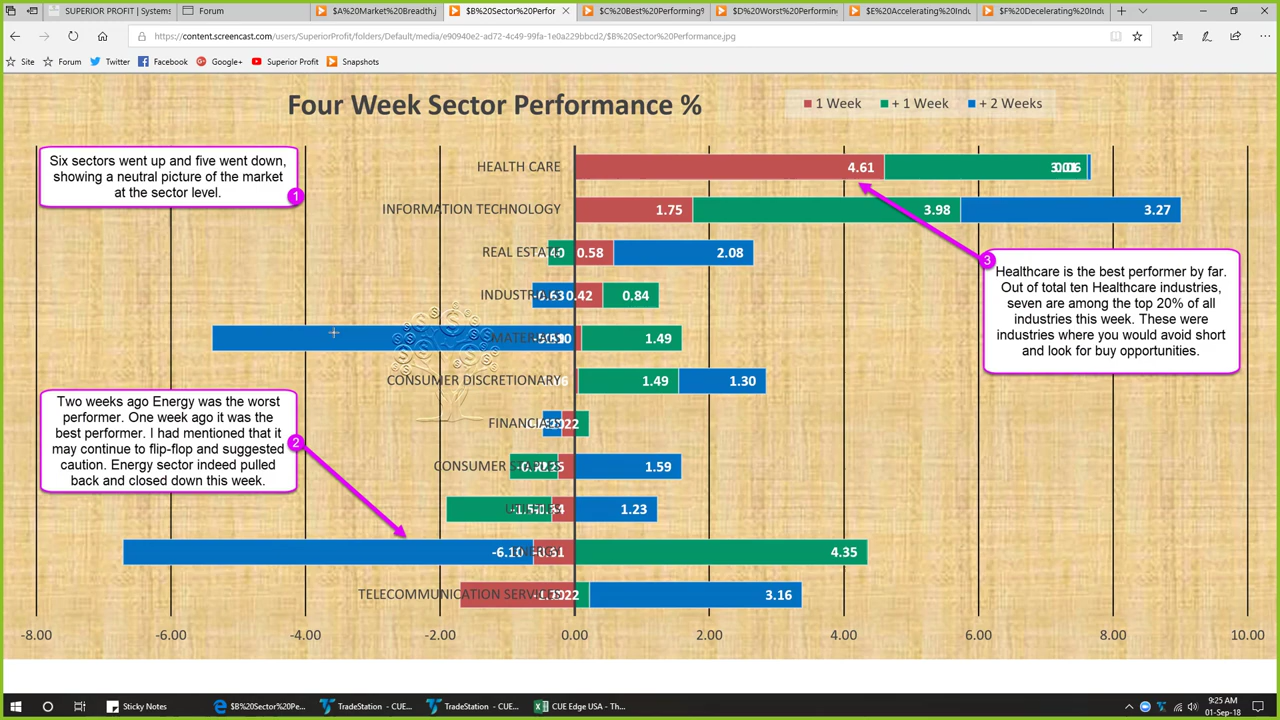 SUPERIOR PROFIT | Systems
Forum
$A%20Market%20Breadth.j
$B%20Sector%20Perfor
$C%20Best%20Performing%
$D%20Worst%20Performing
$E%20Accelerating%20Indu
$F%20Decelerating%20Indu
https://content.screencast.com/users/SuperiorProfit/folders/Default/media/e90940e2-ad72-4c49-99fa-1e0a229bbcd2/$B%20Sector%20Performance.jpg
Site
Forum
Twitter
Facebook
Google+
Superior Profit
Snapshots
Four Week Sector Performance %
1 Week
+ 1 Week
+ 2 Weeks
Six sectors went up and five went down,
showing a neutral picture of the market
at the sector level.
1
HEALTH CARE
4.61
INFORMATION TECHNOLOGY
1.75
3.98
3.27
REAL ESTATE
0.58
2.08
0.42
0.84
1.49
CONSUMER DISCRETIONARY
1.49
1.30
CONSUMER STAPLES
1.59
1.23
-6.10
4.35
TELECOMMUNICATION SERVICES
3.16
3
Healthcare is the best performer by far.
Out of total ten Healthcare industries,
seven are among the top 20% of all
industries this week. These were
industries where you would avoid short
and look for buy opportunities.
Two weeks ago Energy was the worst
performer. One week ago it was the
best performer. I had mentioned that it
may continue to flip-flop and suggested
caution. Energy sector indeed pulled
back and closed down this week.
2
-8.00
-6.00
-4.00
-2.00
0.00
2.00
4.00
6.00
8.00
10.00
Sticky Notes
$B%20Sector%20Pe...
TradeStation - CUE...
TradeStation - CUE...
CUE Edge USA - Th...
9:25 AM
01-Sep-18